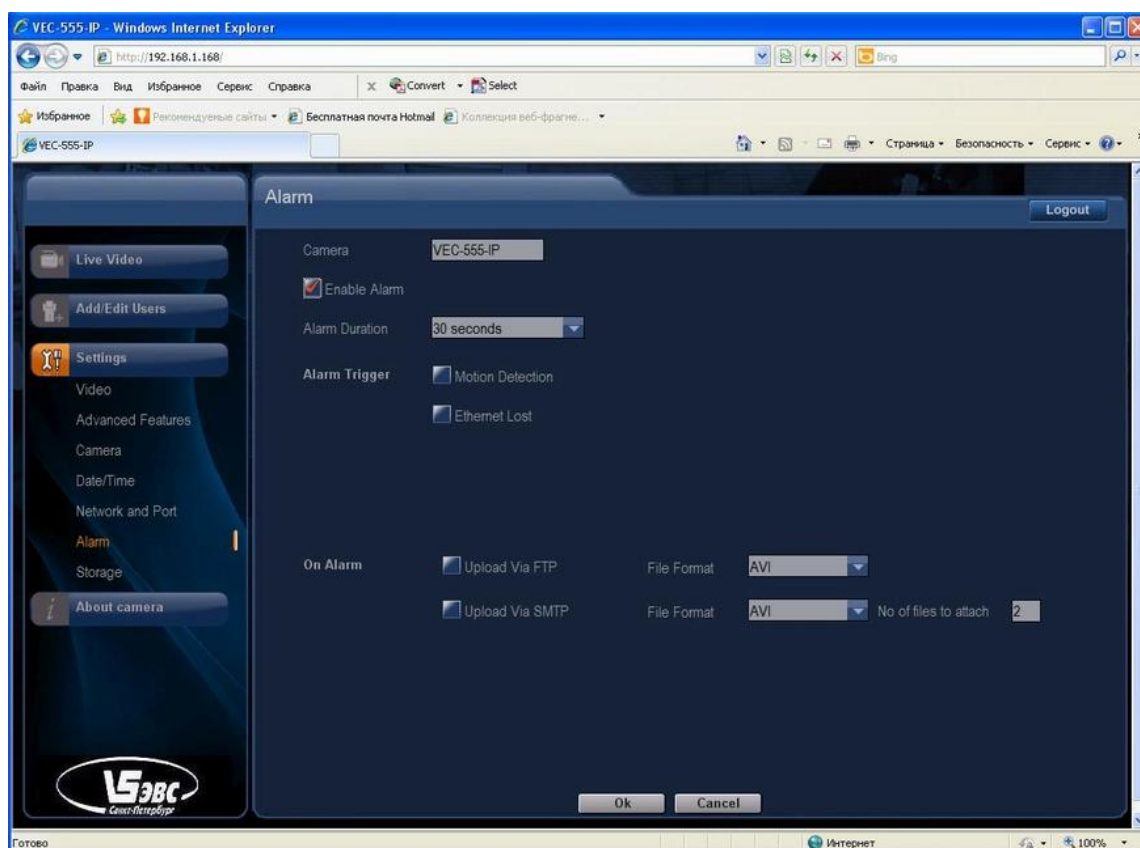 VEC-555-IP - Windows Internet Explorer
http://192.168.1.168/
Bing
Файл Правка Вид Избранное Сервис Справка x Convert Select
Избранное Рекомендуемые сайты Бесплатная почта Hotmail Коллекция веб-фрагме...
VEC-555-IP Страница Безопасность Сервис
Alarm
Logout
Live Video
Add/Edit Users
Settings
Video
Advanced Features
Camera
Date/Time
Network and Port
Alarm
Storage
About camera
Camera VEC-555-IP
Enable Alarm
Alarm Duration 30 seconds
Alarm Trigger Motion Detection
Ethernet Lost
On Alarm Upload Via FTP File Format AVI
Upload Via SMTP File Format AVI No of files to attach 2
Ok Cancel
ЭВС
Санкт-Петербург
Готово Интернет 100%